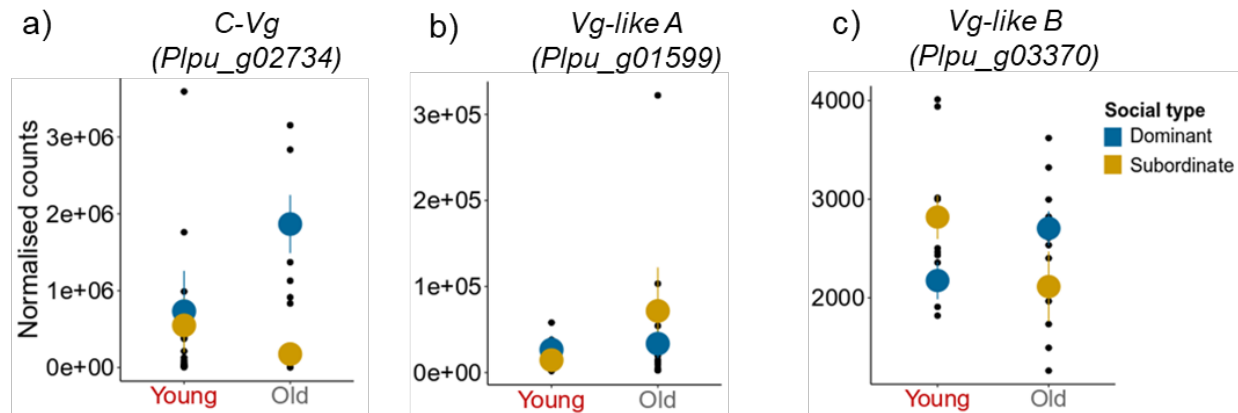 a)
C-Vg
(Plpu_g02734)
Normalised counts
3e+06
2e+06
1e+06
0e+00
Young
Old
b)
Vg-like A
(Plpu_g01599)
3e+05
2e+05
1e+05
0e+00
Young
Old
c)
Vg-like B
(Plpu_g03370)
4000
3000
2000
Young
Old
Social type
Dominant
Subordinate